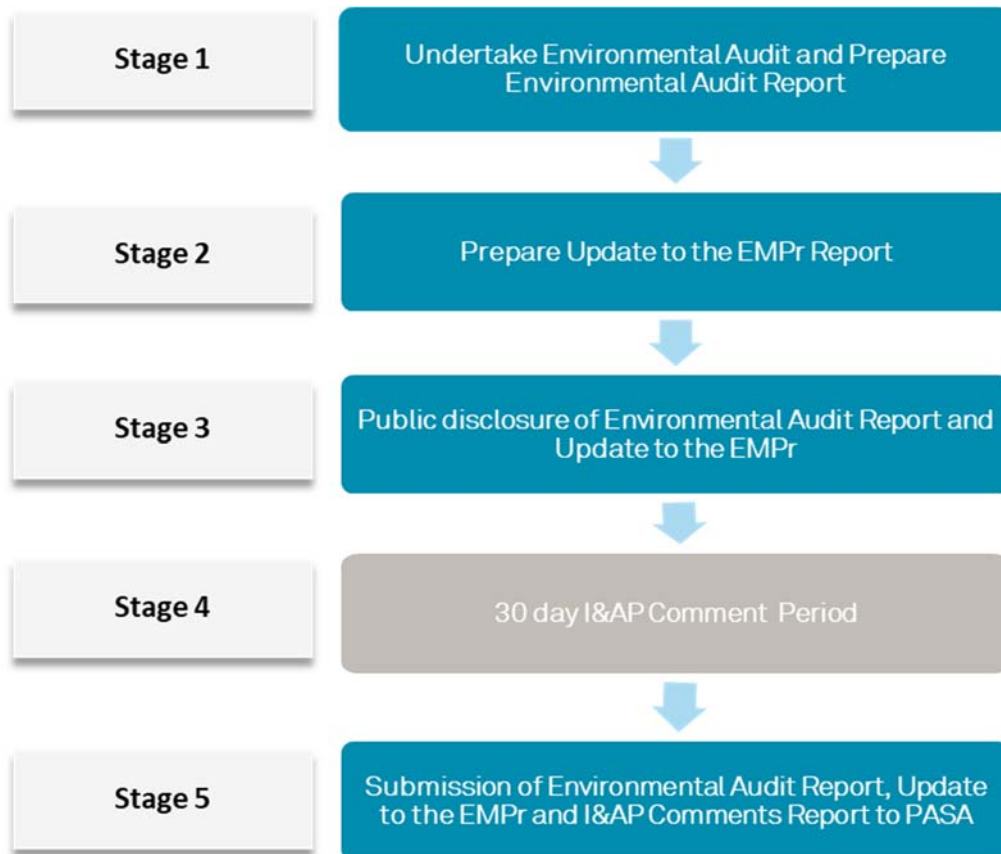 Stage 1
Undertake Environmental Audit and Prepare
Environmental Audit Report
Stage 2
Prepare Update to the EMPr Report
Stage 3
Public disclosure of Environmental Audit Report and
Update to the EMPr
Stage 4
30 day I&AP Comment Period
Stage 5
Submission of Environmental Audit Report, Update
to the EMPr and I&AP Comments Report to PASA